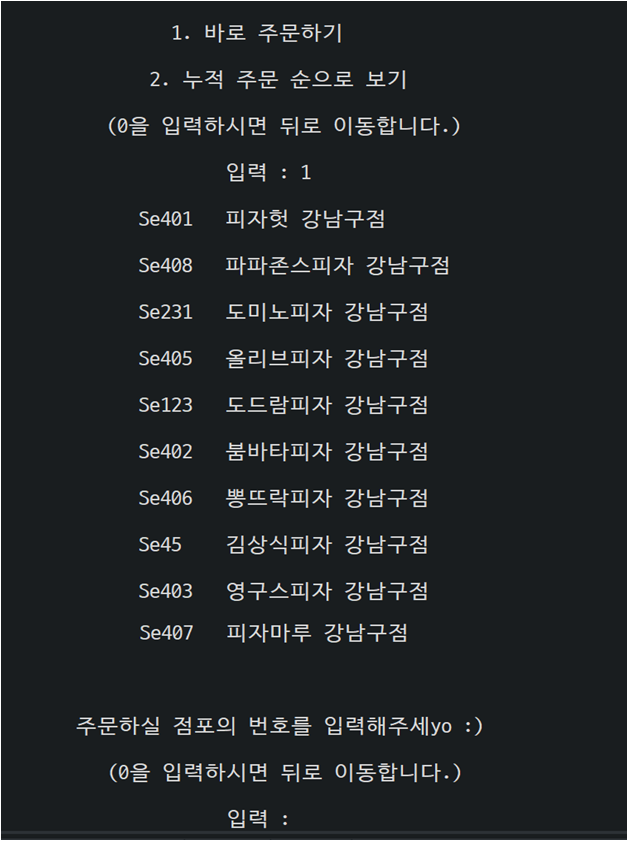 1. 바로 주문하기
2. 누적 주문 순으로 보기
(0을 입력하시면 뒤로 이동합니다.)
입력 : 1
Se401 피자헛 강남구점
Se408 파파존스피자 강남구점
Se231 도미노피자 강남구점
Se405 올리브피자 강남구점
Se123 도드람피자 강남구점
Se402 붐바타피자 강남구점
Se406 뽕뜨락피자 강남구점
Se45 김상식피자 강남구점
Se403 영구스피자 강남구점
Se407 피자마루 강남구점
주문하실 점포의 번호를 입력해주세yo :)
(0을 입력하시면 뒤로 이동합니다.)
입력 :